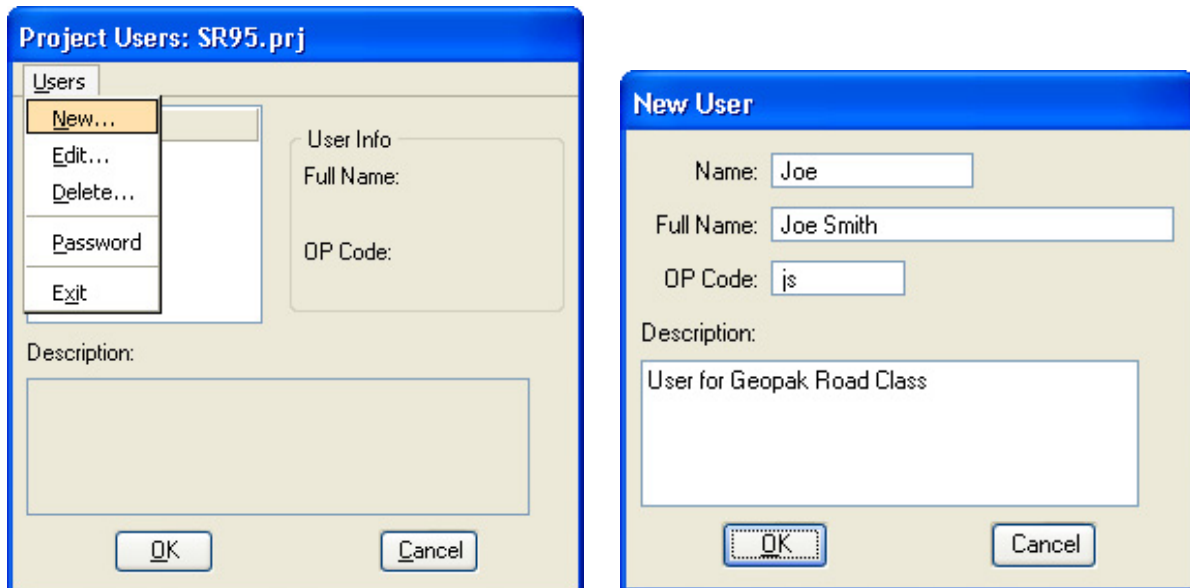 Project Users: SR95.prj
Users
New...
Edit...
Delete...
Password
Exit
User Info
Full Name:
OP Code:
Description:
OK
Cancel
New User
Name: Joe
Full Name: Joe Smith
OP Code: js
Description:
User for Geopak Road Class
OK
Cancel